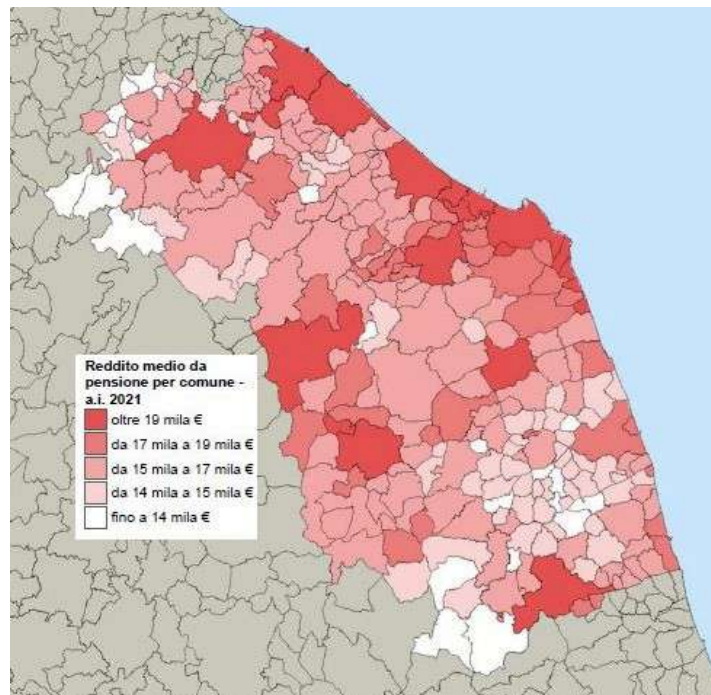 Reddito medio da
pensione per comune -
a.i. 2021
oltre 19 mila €
da 17 mila a 19 mila €
da 15 mila a 17 mila €
da 14 mila a 15 mila €
fino a 14 mila €